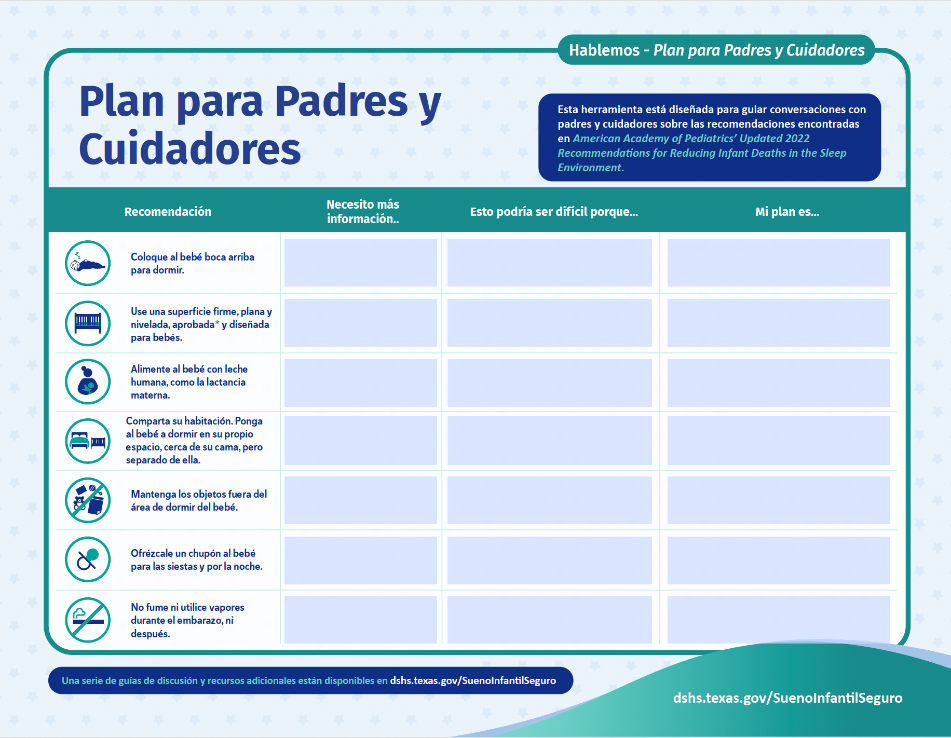 Hablemos - Plan para Padres y Cuidadores
Plan para Padres y
Cuidadores
Esta herramienta está diseñada para guiar conversaciones con
padres y cuidadores sobre las recomendaciones encontradas
en American Academy of Pediatrics’ Updated 2022
Recommendations for Reducing Infant Deaths in the Sleep
Environment.
Recomendación
Necesito más
información..
Esto podría ser difícil porque...
Mi plan es...
Coloque al bebé boca arriba
para dormir.
Use una superficie firme, plana y
nivelada, aprobada* y diseñada
para bebés.
Alimente al bebé con leche
humana, como la lactancia
materna.
Comparta su habitación. Ponga
al bebé a dormir en su propio
espacio, cerca de su cama, pero
separado de ella.
Mantenga los objetos fuera del
área de dormir del bebé.
Ofrézcale un chupón al bebé
para las siestas y por la noche.
No fume ni utilice vapores
durante el embarazo, ni
después.
Una serie de guías de discusión y recursos adicionales están disponibles en dshs.texas.gov/SuenoInfantilSeguro
dshs.texas.gov/SuenoInfantilSeguro